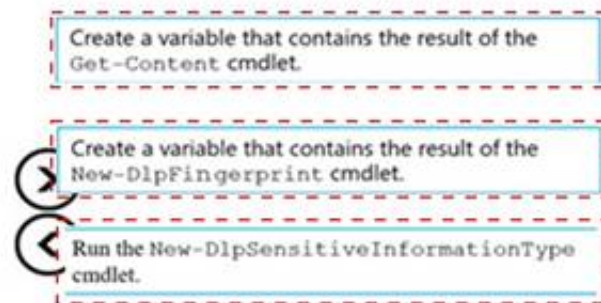 Create a variable that contains the result of the
Get-Content cmdlet.
Create a variable that contains the result of the
New-DlpFingerprint cmdlet.
Run the New-DlpSensitiveInformationType
cmdlet.